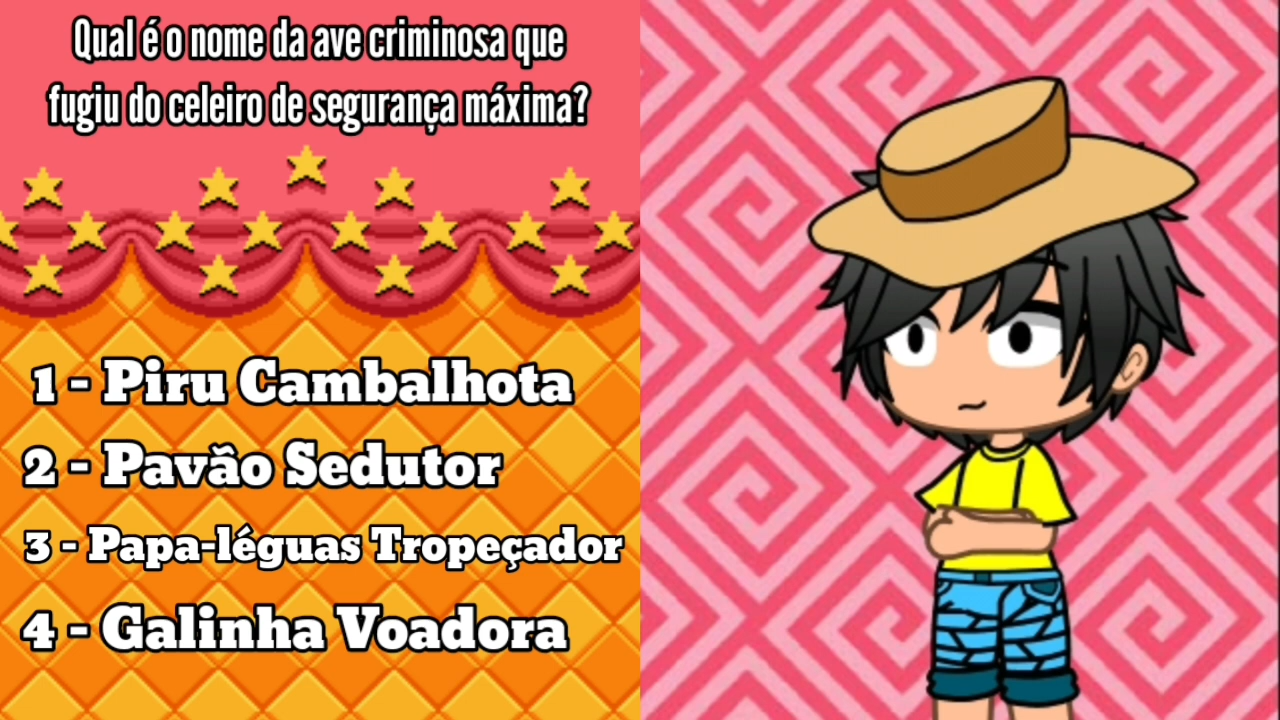 Qual é o nome da ave criminosa que
fugiu do celeiro de segurança máxima?
1 - Piru Cambalhota
2 - Pavão Sedutor
3 - Papa-léguas Tropeçador
4 - Galinha Voadora